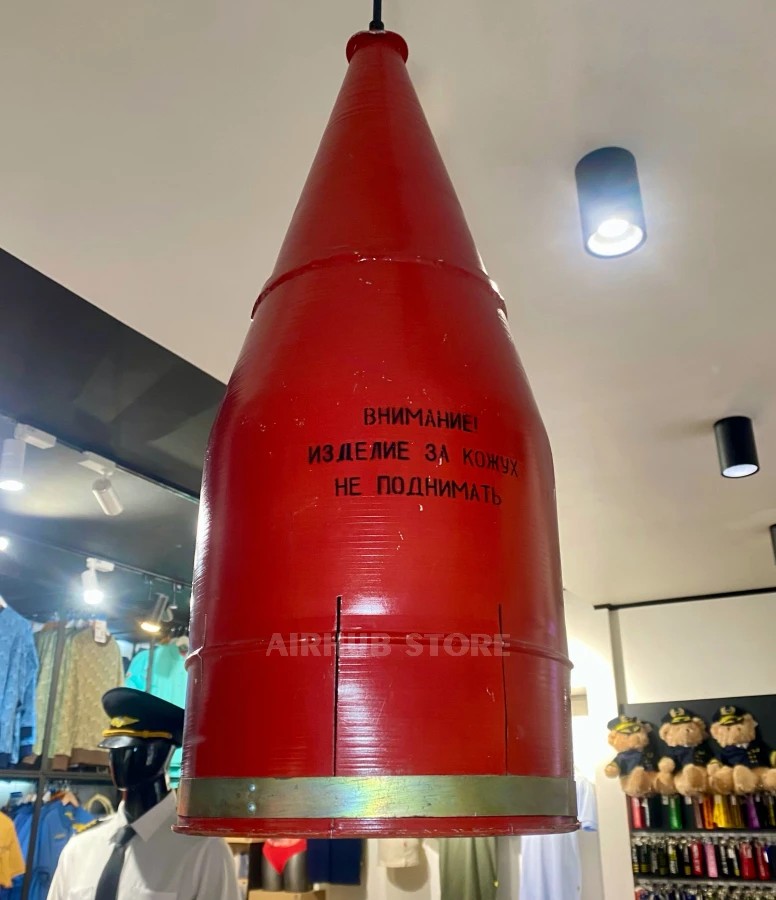 ВНИМАНИЕ!
ИЗДЕЛИЕ ЗА КОЖУХ
НЕ ПОДНИМАТЬ
AIRHUB STORE